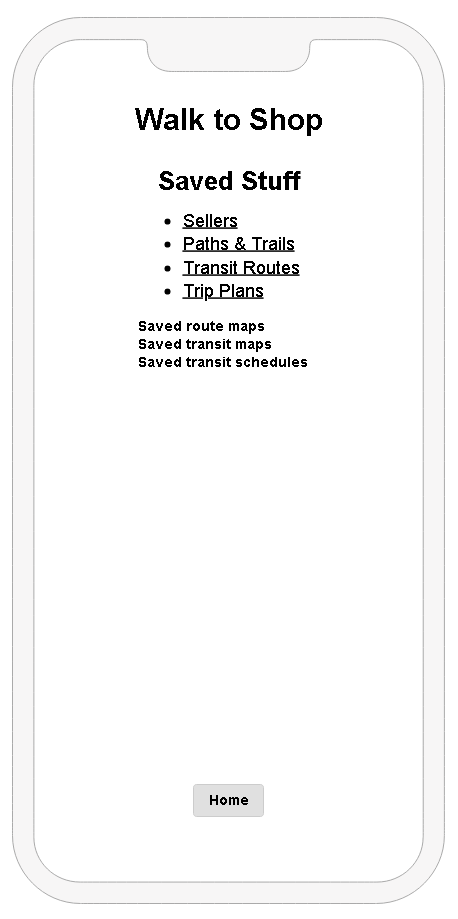 Walk to Shop
Saved Stuff
• Sellers
• Paths & Trails
• Transit Routes
• Trip Plans
Saved route maps
Saved transit maps
Saved transit schedules
Home